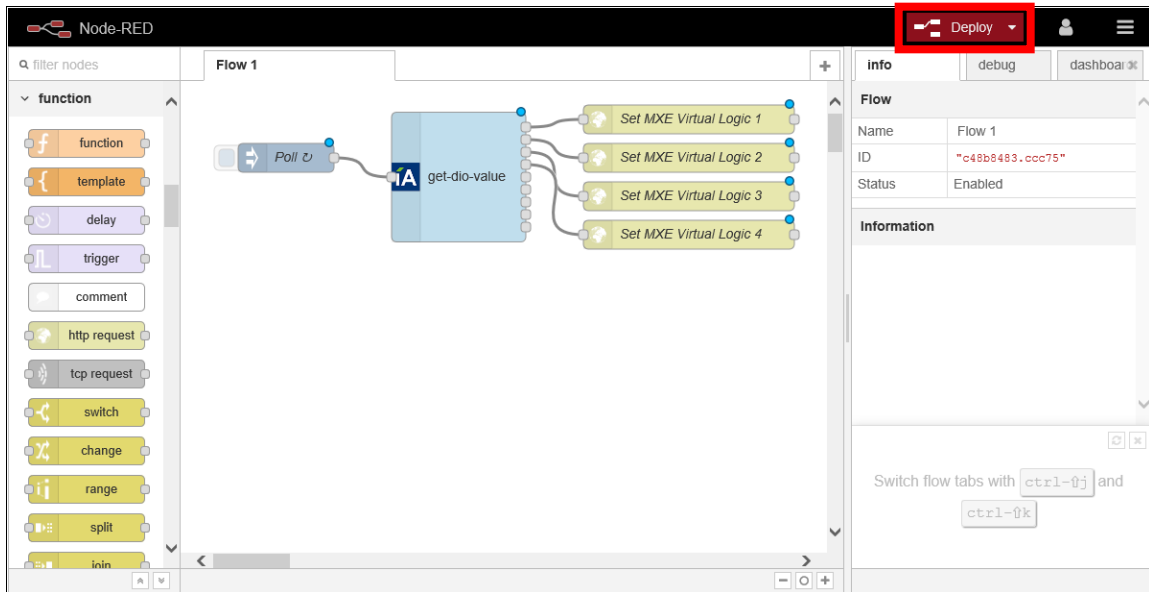 Node-RED
Deploy
filter nodes
Flow 1
info
debug
dashboar
function
function
template
delay
trigger
comment
http request
tcp request
switch
change
range
split
join
Poll ↻
iA
get-dio-value
Set MXE Virtual Logic 1
Set MXE Virtual Logic 2
Set MXE Virtual Logic 3
Set MXE Virtual Logic 4
Flow
Name Flow 1
ID "c48b8483.ccc75"
Status Enabled
Information
Switch flow tabs with ctrl-⇧j and
ctrl-⇧k